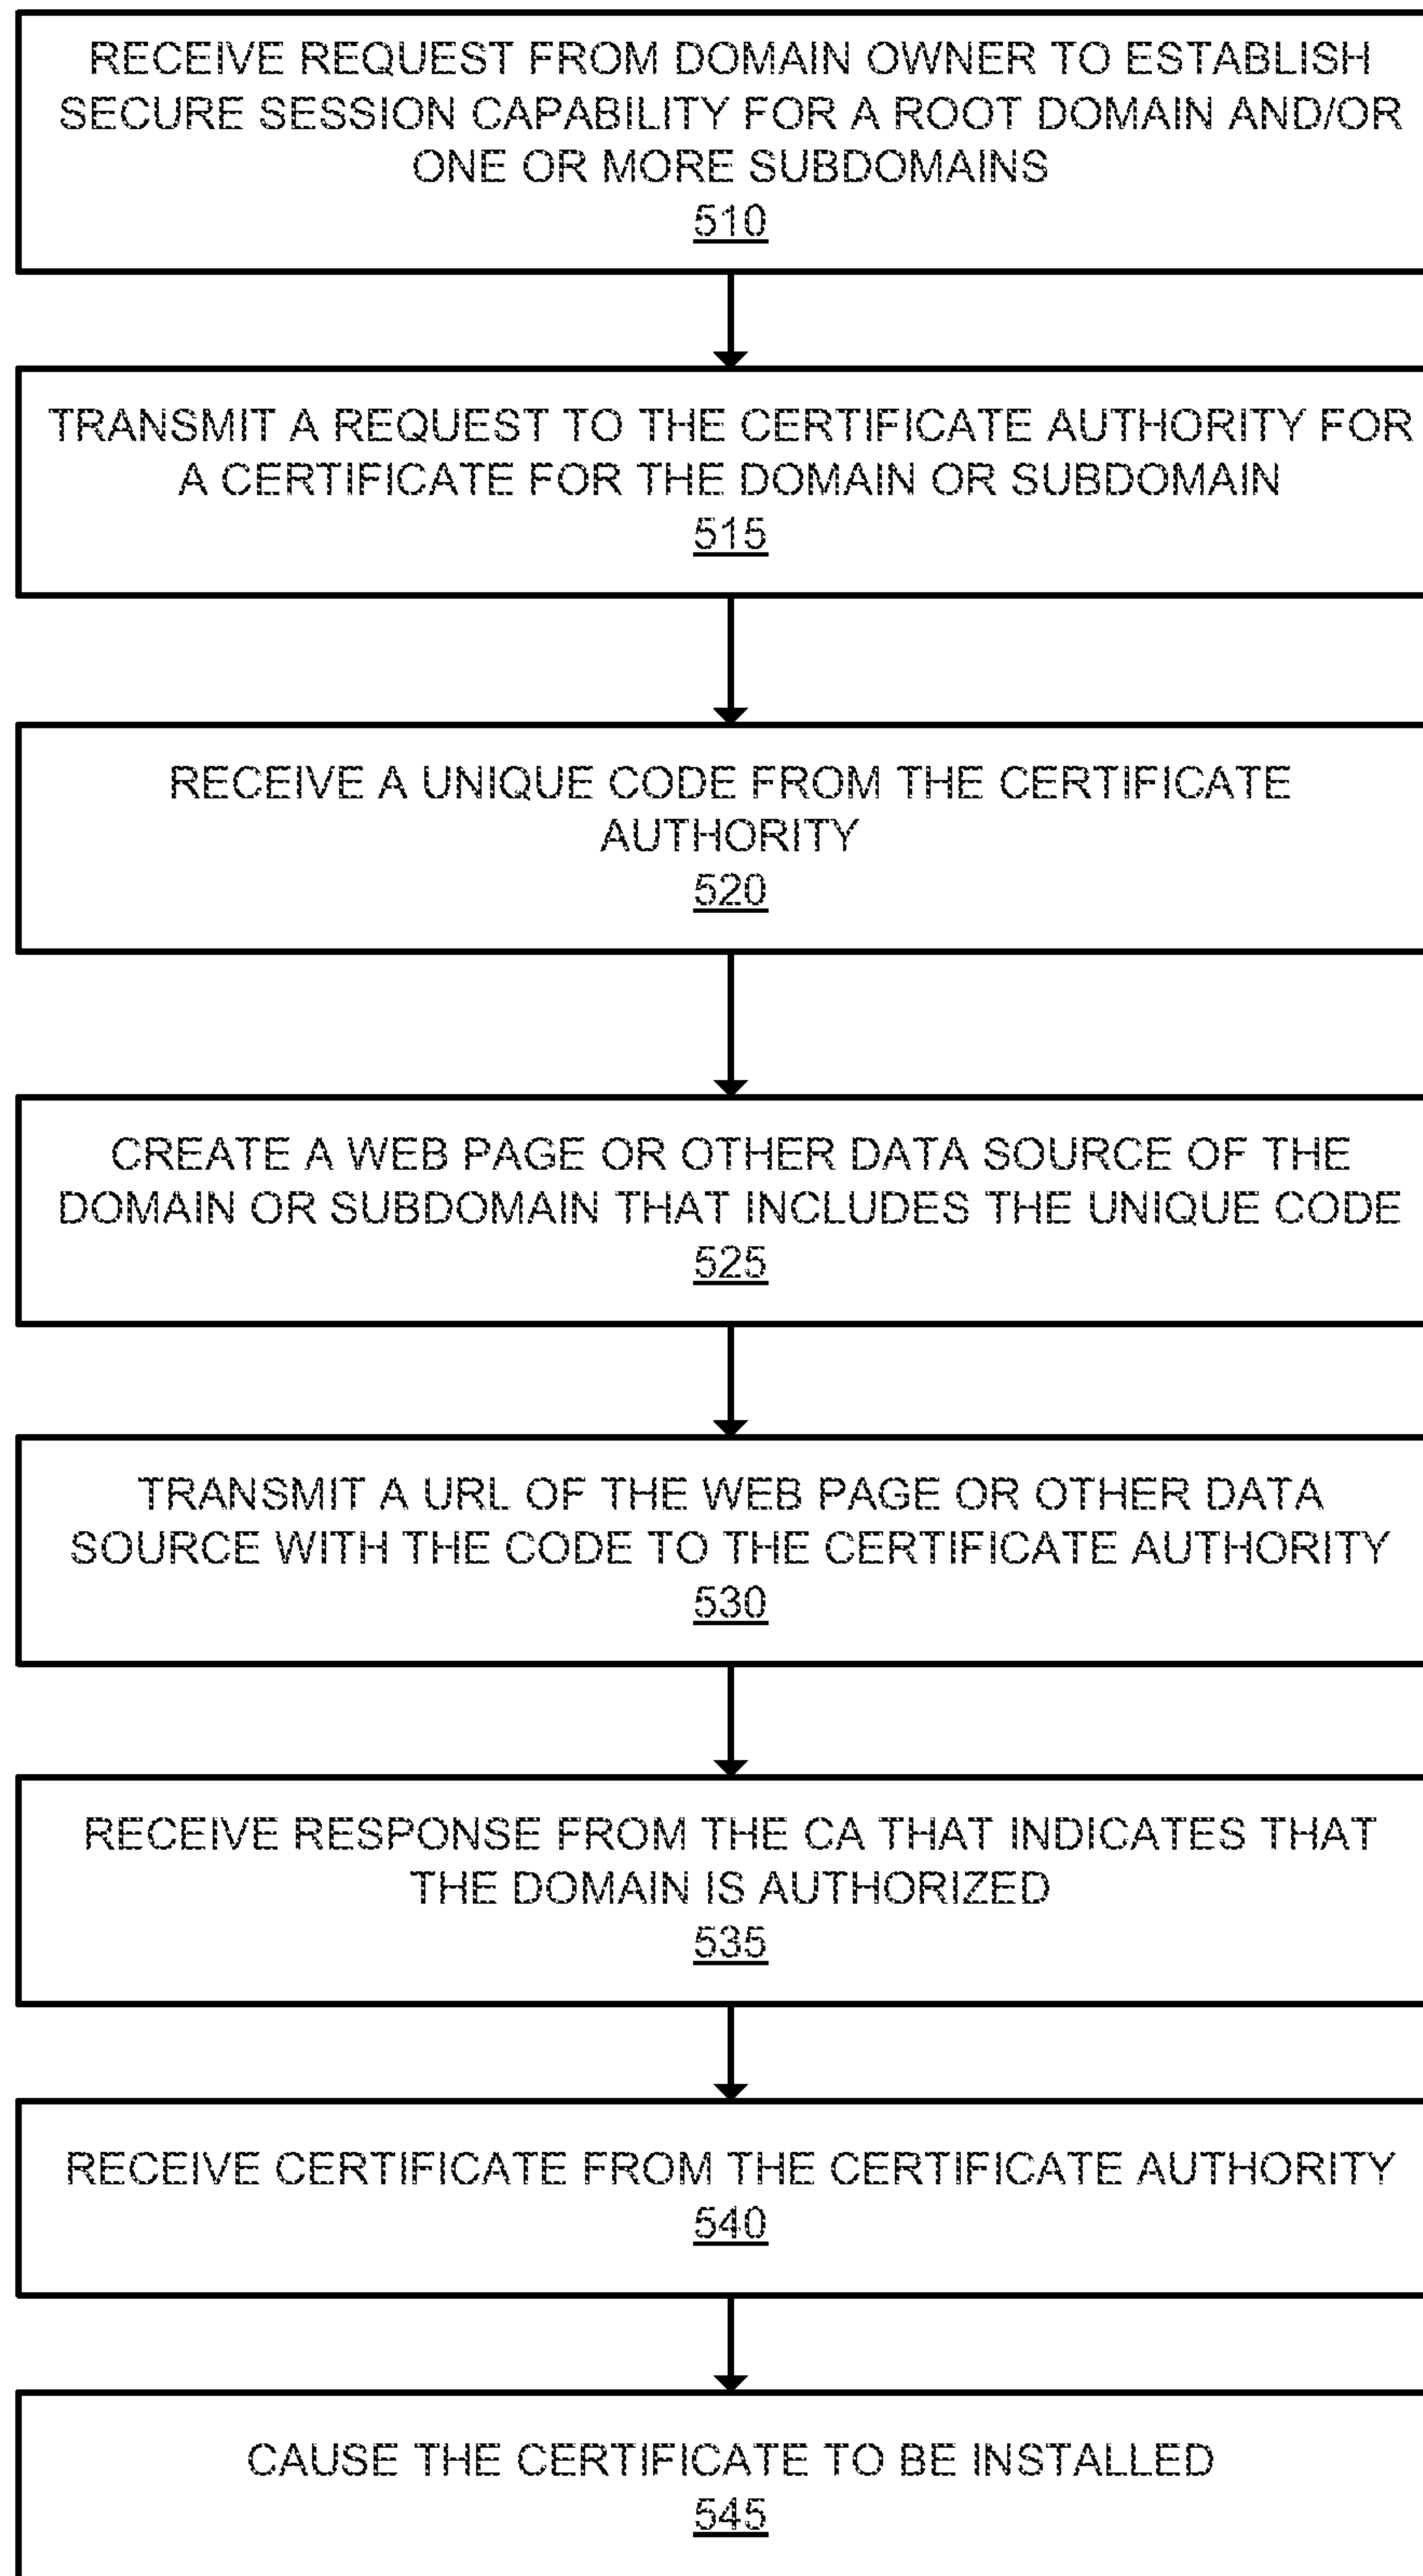 RECEIVE REQUEST FROM DOMAIN OWNER TO ESTABLISH
SECURE SESSION CAPABILITY FOR A ROOT DOMAIN AND/OR
ONE OR MORE SUBDOMAINS
510
TRANSMIT A REQUEST TO THE CERTIFICATE AUTHORITY FOR
A CERTIFICATE FOR THE DOMAIN OR SUBDOMAIN
515
RECEIVE A UNIQUE CODE FROM THE CERTIFICATE
AUTHORITY
520
CREATE A WEB PAGE OR OTHER DATA SOURCE OF THE
DOMAIN OR SUBDOMAIN THAT INCLUDES THE UNIQUE CODE
525
TRANSMIT A URL OF THE WEB PAGE OR OTHER DATA
SOURCE WITH THE CODE TO THE CERTIFICATE AUTHORITY
530
RECEIVE RESPONSE FROM THE CA THAT INDICATES THAT
THE DOMAIN IS AUTHORIZED
535
RECEIVE CERTIFICATE FROM THE CERTIFICATE AUTHORITY
540
CAUSE THE CERTIFICATE TO BE INSTALLED
545